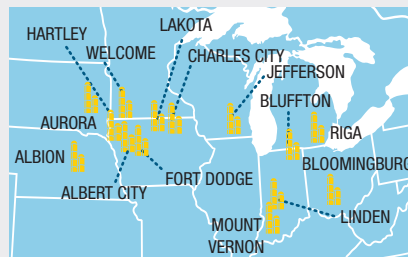 LAKOTA
HARTLEY
WELCOME
CHARLES CITY
JEFFERSON
BLUFFTON
AURORA
RIGA
ALBION
BLOOMINGBURG
ALBERT CITY
FORT DODGE
LINDEN
MOUNT
VERNON